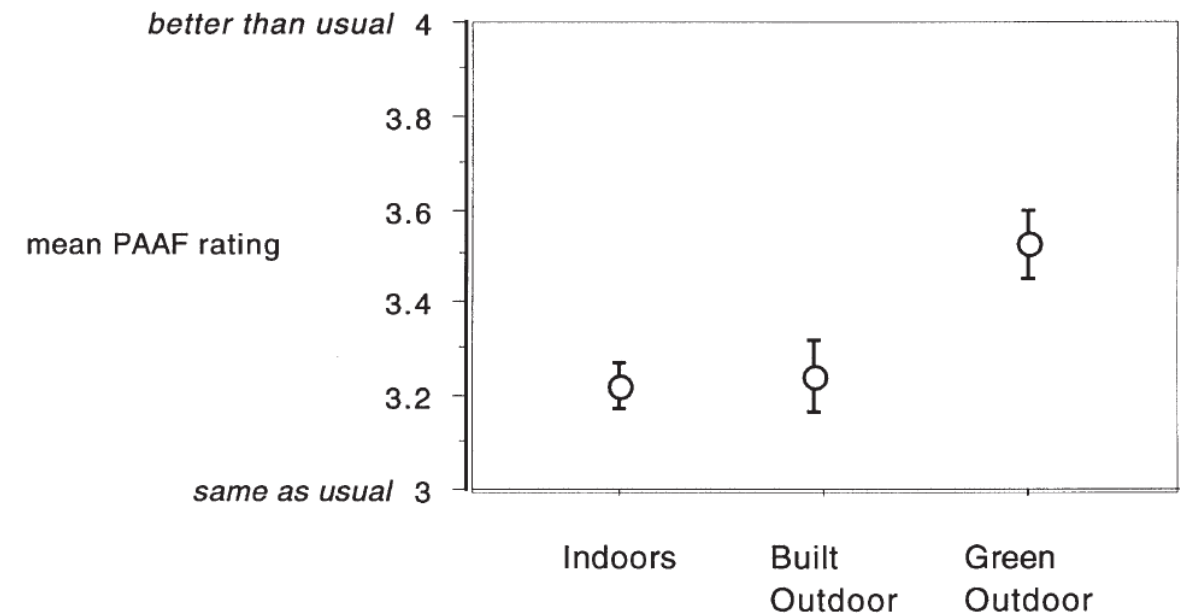 better than usual 4
3.8
3.6
mean PAAF rating
3.4
3.2
same as usual 3
Indoors
Built
Outdoor
Green
Outdoor